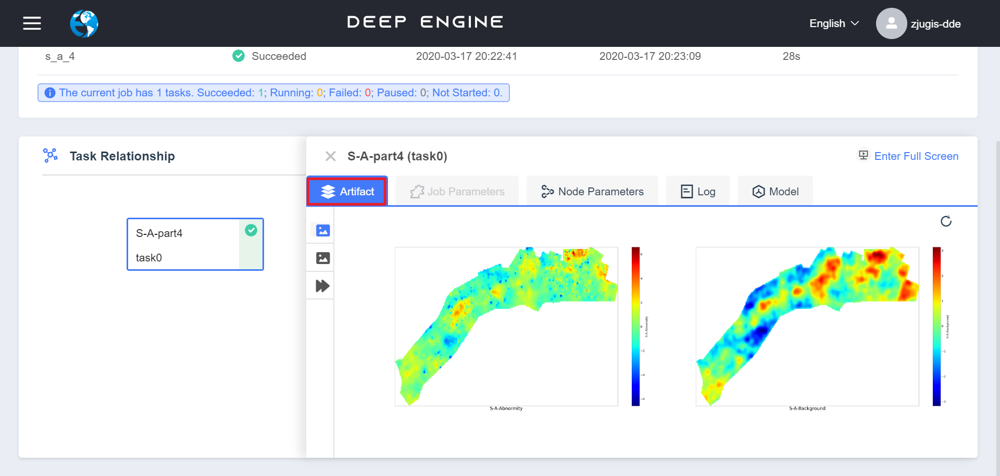 DEEP ENGINE
English
zjugis-dde
s_a_4 Succeeded 2020-03-17 20:22:41 2020-03-17 20:23:09 28s
The current job has 1 tasks. Succeeded: 1; Running: 0; Failed: 0; Paused: 0; Not Started: 0.
Task Relationship
S-A-part4
task0
S-A-part4 (task0)
Enter Full Screen
Artifact
Job Parameters
Node Parameters
Log
Model
6
4
2
0
−2
−4
−6
S-A-Abnormity
S-A-Abnormity
3
2
1
0
−1
−2
−3
S-A-Background
S-A-Background